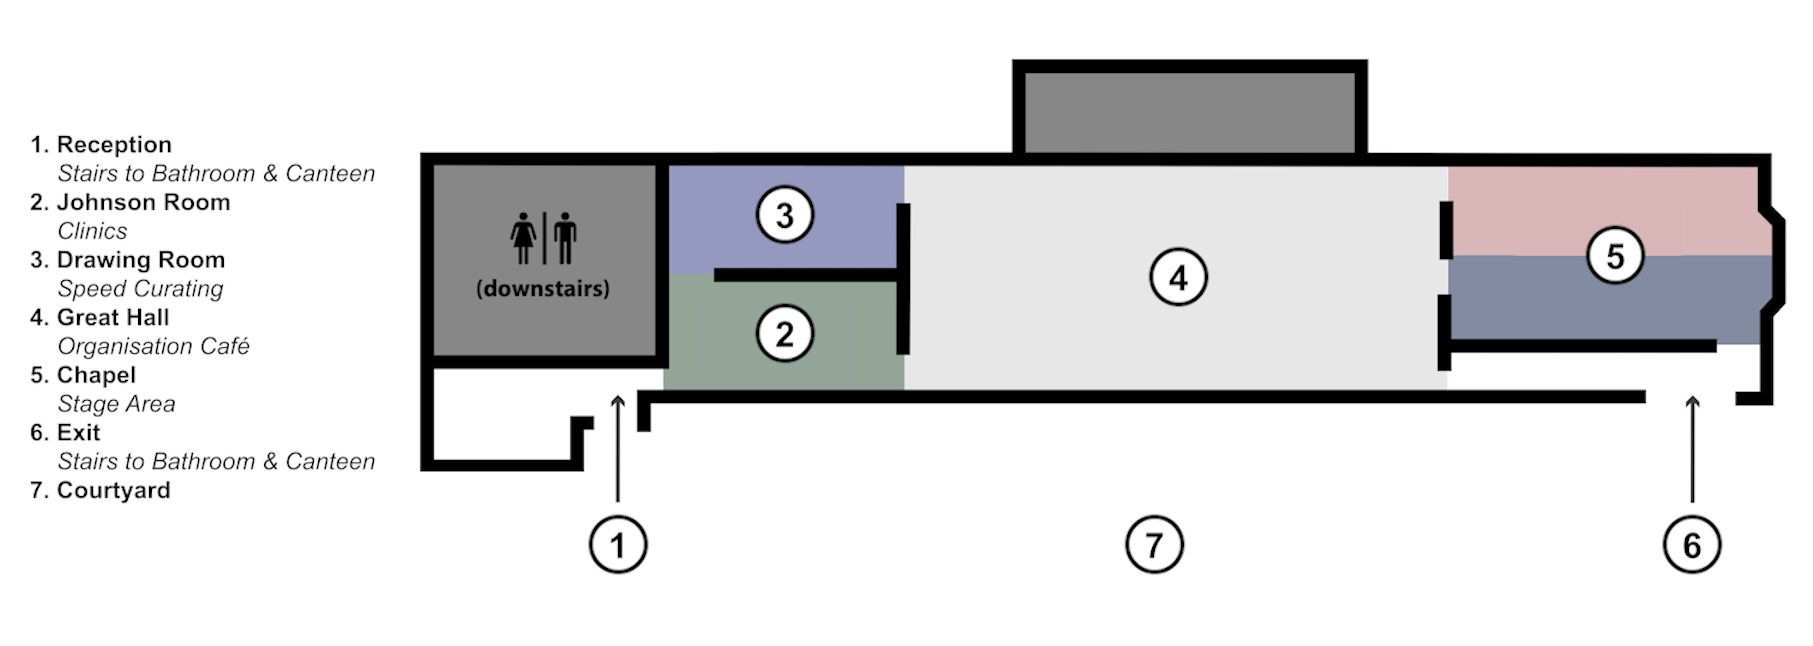 1. Reception
Stairs to Bathroom & Canteen
2. Johnson Room
Clinics
3. Drawing Room
Speed Curating
4. Great Hall
Organisation Café
5. Chapel
Stage Area
6. Exit
Stairs to Bathroom & Canteen
7. Courtyard
(downstairs)
3
2
4
5
1
7
6